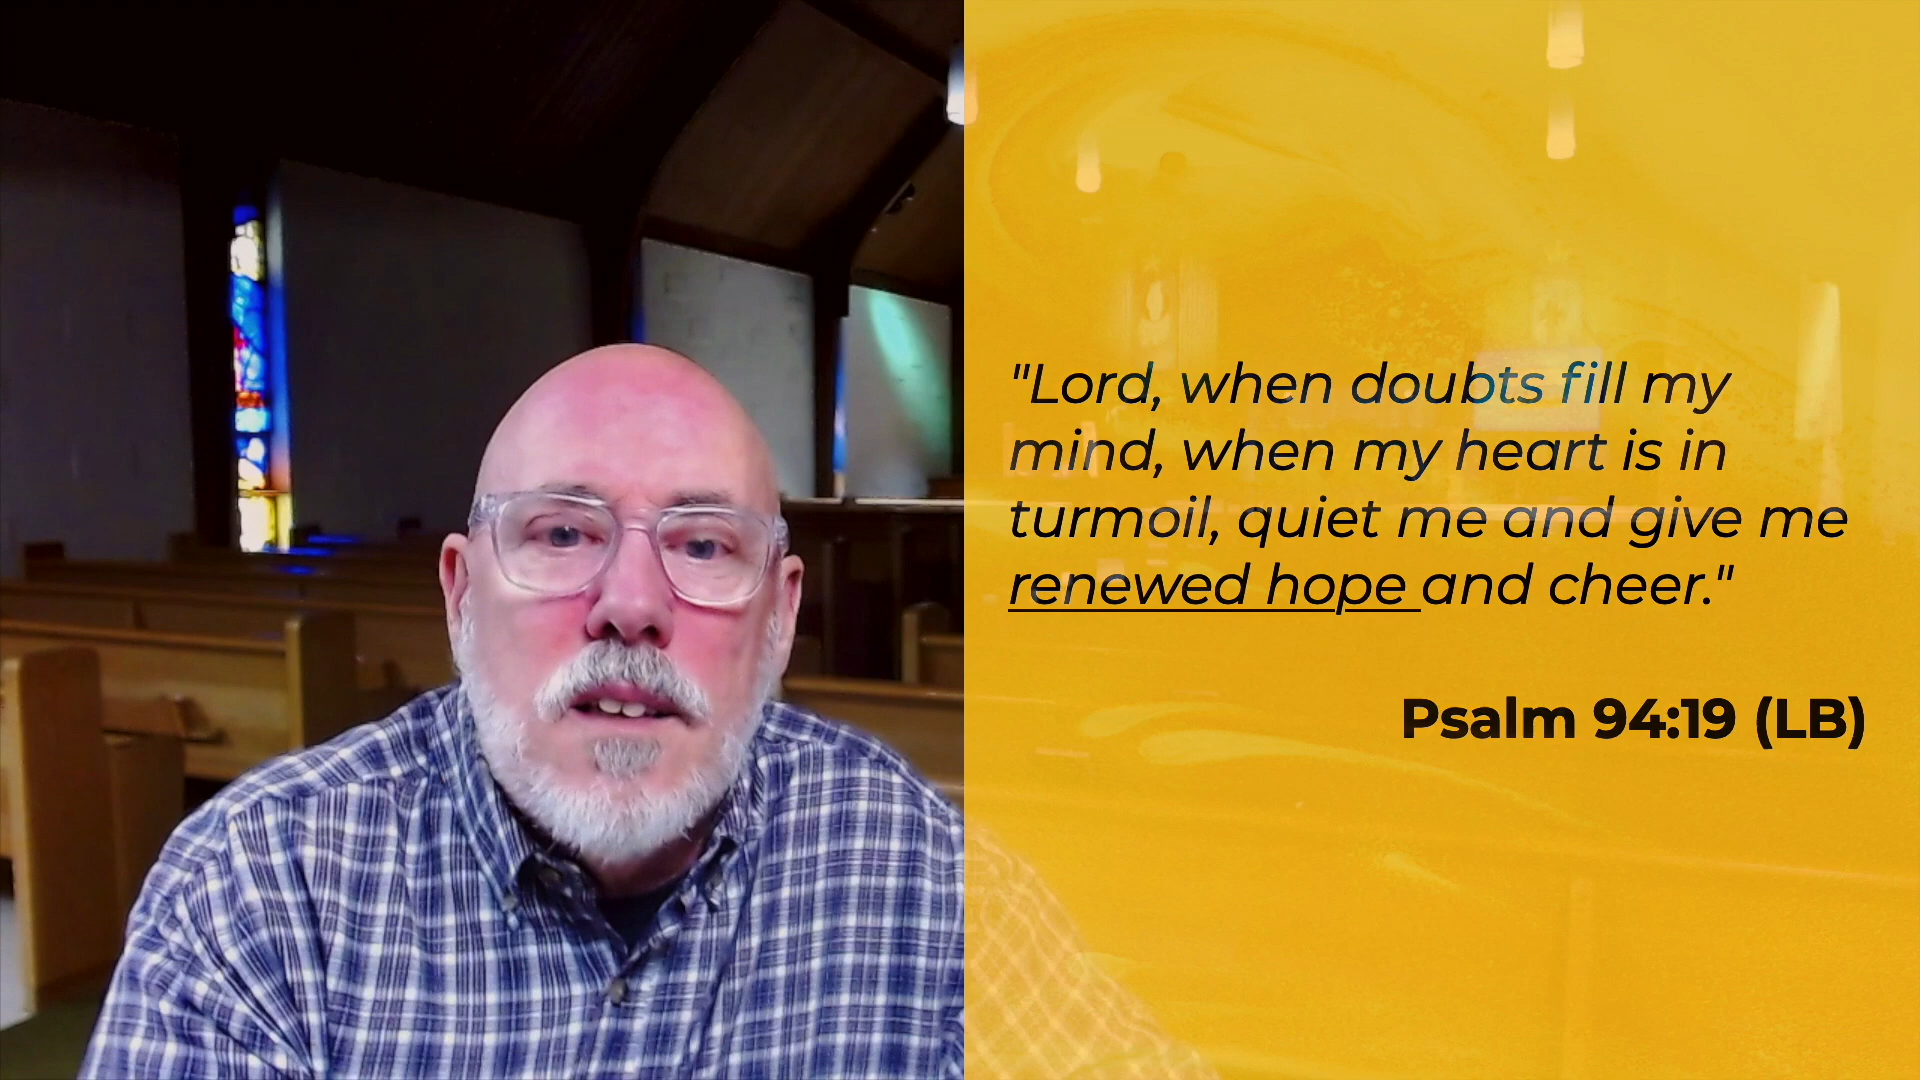 "Lord, when doubts fill my
mind, when my heart is in
turmoil, quiet me and give me
renewed hope and cheer."
Psalm 94:19 (LB)